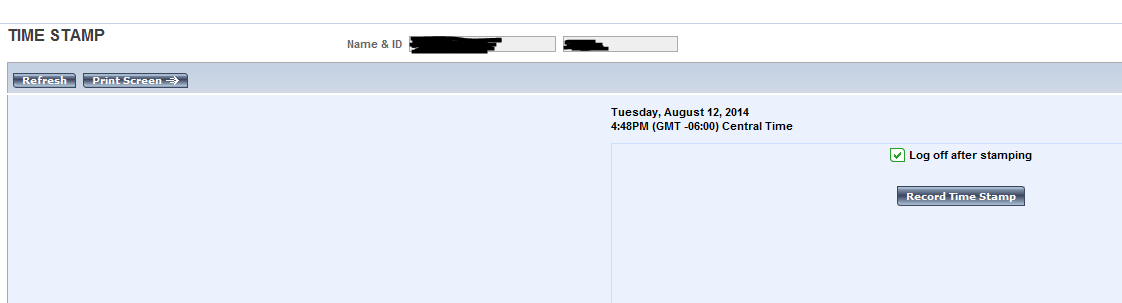 TIME STAMP
Name & ID
Refresh
Print Screen
Tuesday, August 12, 2014
4:48PM (GMT -06:00) Central Time
Log off after stamping
Record Time Stamp